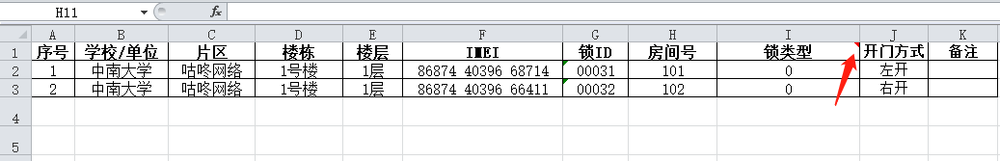 H11 fx
A B C D E F G H I J K
1 序号 学校/单位 片区 楼栋 楼层 IMEI 锁ID 房间号 锁类型 开门方式 备注
2 1 中南大学 咕咚网络 1号楼 1层 86874 40396 68714 00031 101 0 左开
3 2 中南大学 咕咚网络 1号楼 1层 86874 40396 66411 00032 102 0 右开
4
5